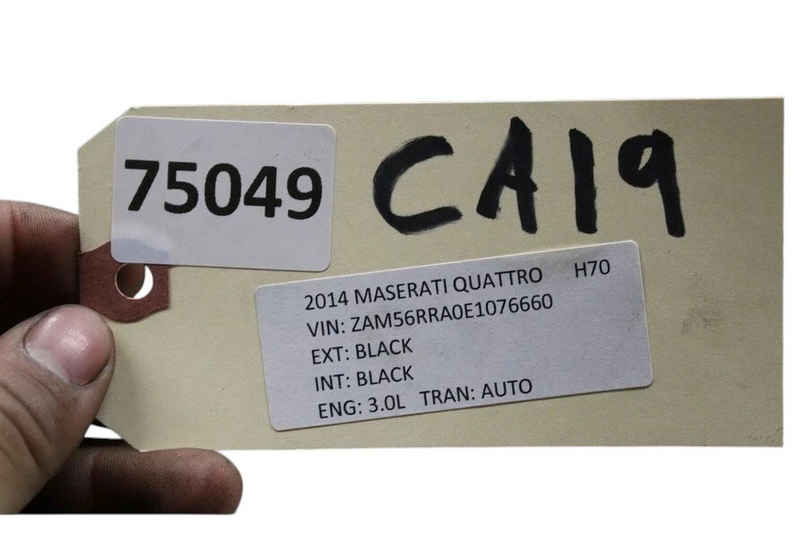 75049
CA19
2014 MASERATI QUATTRO H70
VIN: ZAM56RRA0E1076660
EXT: BLACK
INT: BLACK
ENG: 3.0L TRAN: AUTO